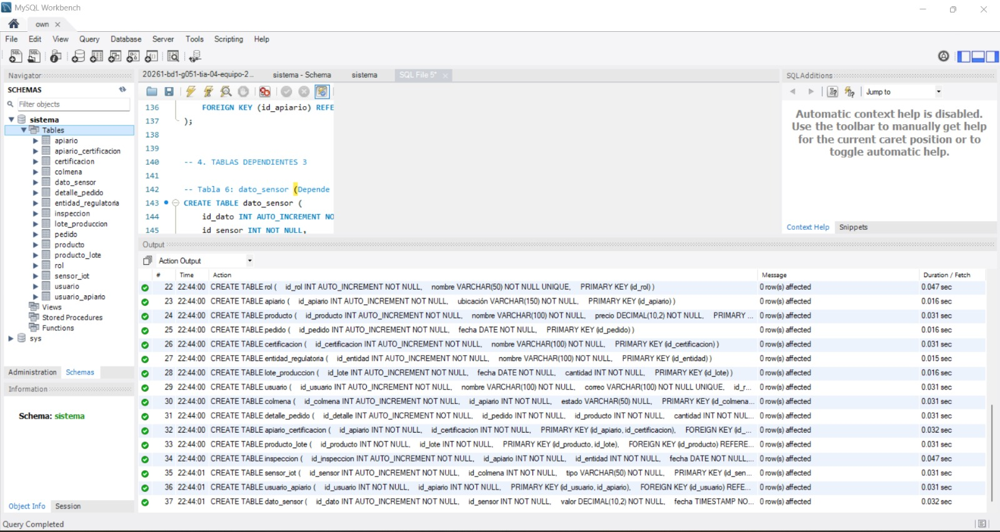 MySQL Workbench
own
File Edit View Query Database Server Tools Scripting Help
Navigator
SCHEMAS
Filter objects
sistema
Tables
apiario
apiario_certificacion
certificacion
colmena
dato_sensor
detalle_pedido
entidad_regulatoria
inspeccion
lote_produccion
pedido
producto
producto_lote
rol
sensor_iot
usuario
usuario_apiario
Views
Stored Procedures
Functions
sys
Administration Schemas
Information
Schema: sistema
Object Info Session
20261-bd1-g051-tia-04-equipo-2... sistema - Schema sistema SQL File 5*
136 FOREIGN KEY (id_apiario) REFE
137 );
138
139
140 -- 4. TABLAS DEPENDIENTES 3
141
142 -- Tabla 6: dato_sensor (Depende
143 CREATE TABLE dato_sensor (
144 id_dato INT AUTO_INCREMENT NO
145 id_sensor INT NOT NULL,
SQLAdditions
Jump to
Automatic context help is disabled.
Use the toolbar to manually get help
for the current caret position or to
toggle automatic help.
Context Help Snippets
Output
Action Output
# Time Action Message Duration / Fetch
22 22:44:00 CREATE TABLE rol ( id_rol INT AUTO_INCREMENT NOT NULL, nombre VARCHAR(50) NOT NULL UNIQUE, PRIMARY KEY (id_rol) ) 0 row(s) affected 0.047 sec
23 22:44:00 CREATE TABLE apiario ( id_apiario INT AUTO_INCREMENT NOT NULL, ubicación VARCHAR(150) NOT NULL, PRIMARY KEY (id_apiario) ) 0 row(s) affected 0.016 sec
24 22:44:00 CREATE TABLE producto ( id_producto INT AUTO_INCREMENT NOT NULL, nombre VARCHAR(100) NOT NULL, precio DECIMAL(10,2) NOT NULL, PRIMARY ... 0 row(s) affected 0.031 sec
25 22:44:00 CREATE TABLE pedido ( id_pedido INT AUTO_INCREMENT NOT NULL, fecha DATE NOT NULL, PRIMARY KEY (id_pedido) ) 0 row(s) affected 0.016 sec
26 22:44:00 CREATE TABLE certificacion ( id_certificacion INT AUTO_INCREMENT NOT NULL, nombre VARCHAR(100) NOT NULL, PRIMARY KEY (id_certificacion) ) 0 row(s) affected 0.031 sec
27 22:44:00 CREATE TABLE entidad_regulatoria ( id_entidad INT AUTO_INCREMENT NOT NULL, nombre VARCHAR(100) NOT NULL, PRIMARY KEY (id_entidad) ) 0 row(s) affected 0.015 sec
28 22:44:00 CREATE TABLE lote_produccion ( id_lote INT AUTO_INCREMENT NOT NULL, fecha DATE NOT NULL, cantidad INT NOT NULL, PRIMARY KEY (id_lote) ) 0 row(s) affected 0.016 sec
29 22:44:00 CREATE TABLE usuario ( id_usuario INT AUTO_INCREMENT NOT NULL, nombre VARCHAR(100) NOT NULL, correo VARCHAR(100) NOT NULL UNIQUE, id_r... 0 row(s) affected 0.031 sec
30 22:44:00 CREATE TABLE colmena ( id_colmena INT AUTO_INCREMENT NOT NULL, id_apiario INT NOT NULL, estado VARCHAR(50) NULL, PRIMARY KEY (id_colmena... 0 row(s) affected 0.031 sec
31 22:44:00 CREATE TABLE detalle_pedido ( id_detalle INT AUTO_INCREMENT NOT NULL, id_pedido INT NOT NULL, id_producto INT NOT NULL, cantidad INT NOT NUL... 0 row(s) affected 0.031 sec
32 22:44:00 CREATE TABLE apiario_certificacion ( id_apiario INT NOT NULL, id_certificacion INT NOT NULL, PRIMARY KEY (id_apiario, id_certificacion), FOREIGN KEY (id_... 0 row(s) affected 0.032 sec
33 22:44:00 CREATE TABLE producto_lote ( id_producto INT NOT NULL, id_lote INT NOT NULL, PRIMARY KEY (id_producto, id_lote), FOREIGN KEY (id_producto) REFERE... 0 row(s) affected 0.031 sec
34 22:44:00 CREATE TABLE inspeccion ( id_inspeccion INT AUTO_INCREMENT NOT NULL, id_apiario INT NOT NULL, id_entidad INT NOT NULL, fecha DATE NOT NULL,... 0 row(s) affected 0.047 sec
35 22:44:01 CREATE TABLE sensor_iot ( id_sensor INT AUTO_INCREMENT NOT NULL, id_colmena INT NOT NULL, tipo VARCHAR(50) NOT NULL, PRIMARY KEY (id_sen... 0 row(s) affected 0.031 sec
36 22:44:01 CREATE TABLE usuario_apiario ( id_usuario INT NOT NULL, id_apiario INT NOT NULL, PRIMARY KEY (id_usuario, id_apiario), FOREIGN KEY (id_usuario) REFE... 0 row(s) affected 0.031 sec
37 22:44:01 CREATE TABLE dato_sensor ( id_dato INT AUTO_INCREMENT NOT NULL, id_sensor INT NOT NULL, valor DECIMAL(10,2) NOT NULL, fecha TIMESTAMP NO... 0 row(s) affected 0.032 sec
Query Completed